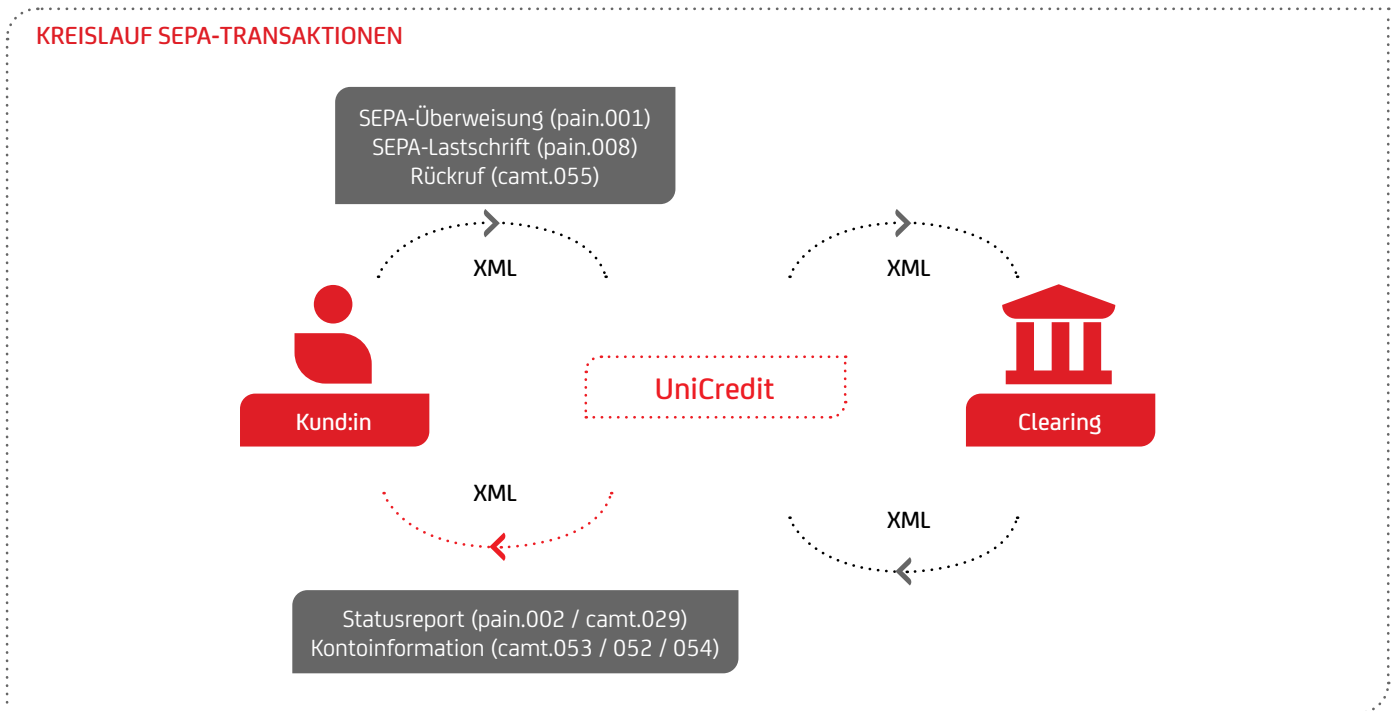 KREISLAUF SEPA-TRANSAKTIONEN
SEPA-Überweisung (pain.001)
SEPA-Lastschrift (pain.008)
Rückruf (camt.055)
XML
XML
UniCredit
Kund:in
Clearing
XML
XML
Statusreport (pain.002 / camt.029)
Kontoinformation (camt.053 / 052 / 054)